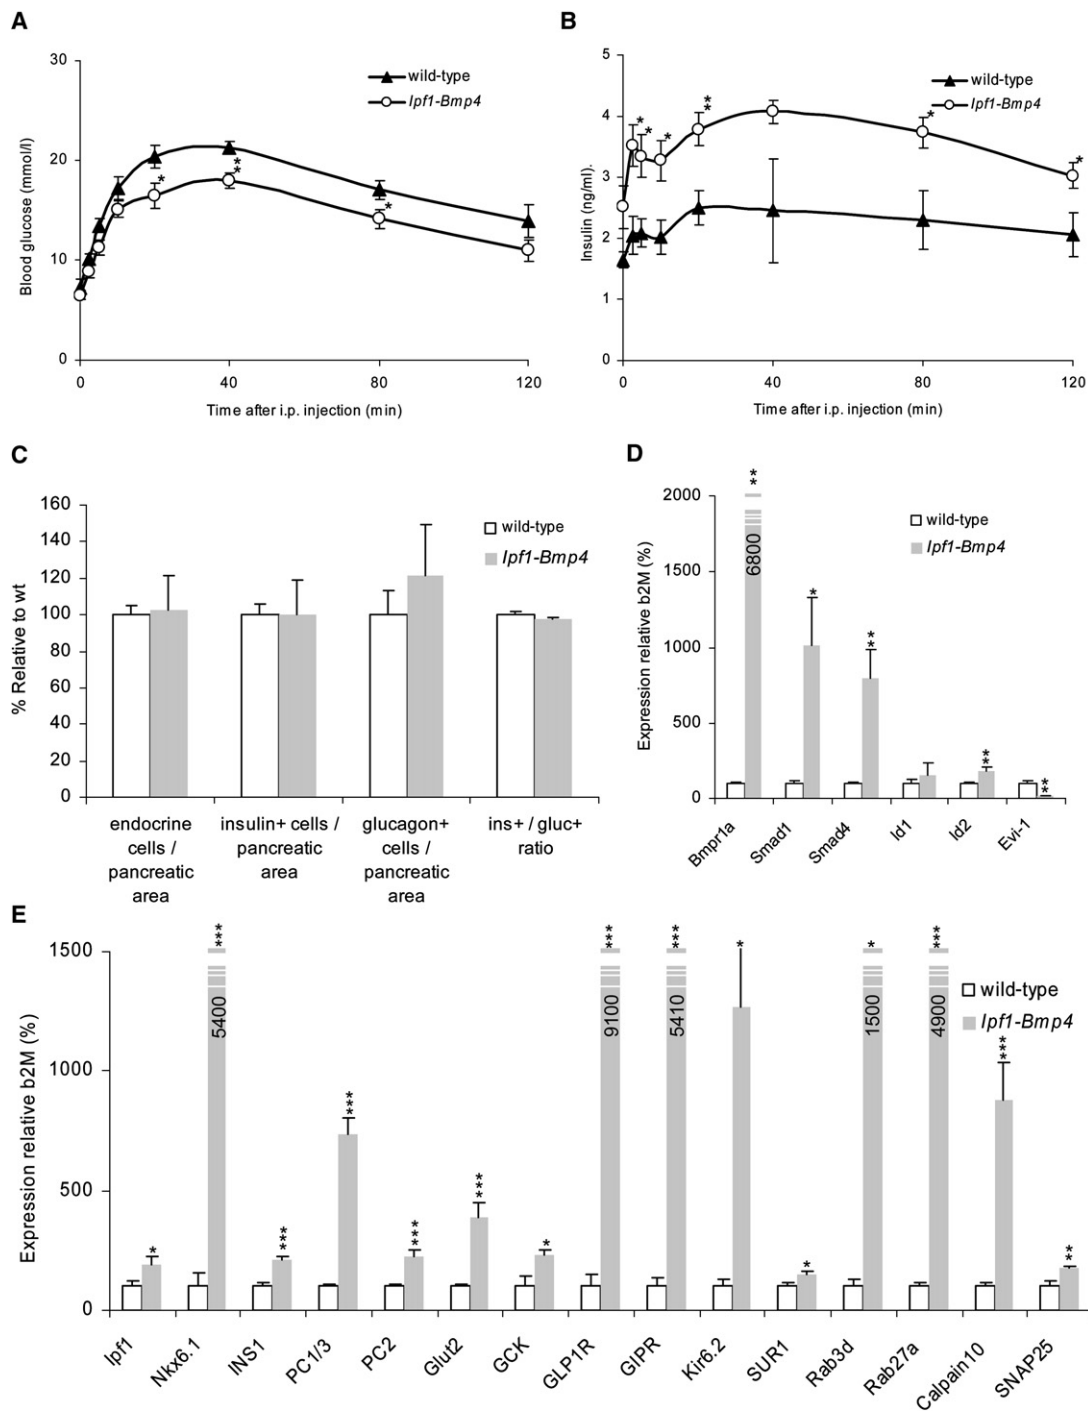 A
30
20
10
0
Blood glucose (mmol/l)
wild-type
Ipf1-Bmp4
*
**
*
0 40 80 120
Time after i.p. injection (min)
B
5
4
3
2
1
0
Insulin (ng/ml).
wild-type
Ipf1-Bmp4
*
*
*
**
*
*
0 40 80 120
Time after i.p. injection (min)
C
160
140
120
100
80
60
40
20
0
% Relative to wt
wild-type
Ipf1-Bmp4
endocrine
cells /
pancreatic
area
insulin+ cells /
pancreatic
area
glucagon+
cells /
pancreatic
area
ins+ / gluc+
ratio
D
2000
1500
1000
500
0
Expression relative b2M (%)
wild-type
Ipf1-Bmp4
**
6800
*
**
**
**
Bmpr1a
Smad1
Smad4
Id1
Id2
Evi-1
E
1500
1000
500
0
Expression relative b2M (%)
wild-type
Ipf1-Bmp4
*
***
5400
***
***
***
***
*
***
9100
***
5410
*
*
*
1500
***
4900
***
**
Ipf1
Nkx6.1
INS1
PC1/3
PC2
Glut2
GCK
GLP1R
GIPR
Kir6.2
SUR1
Rab3d
Rab27a
Calpain10
SNAP25